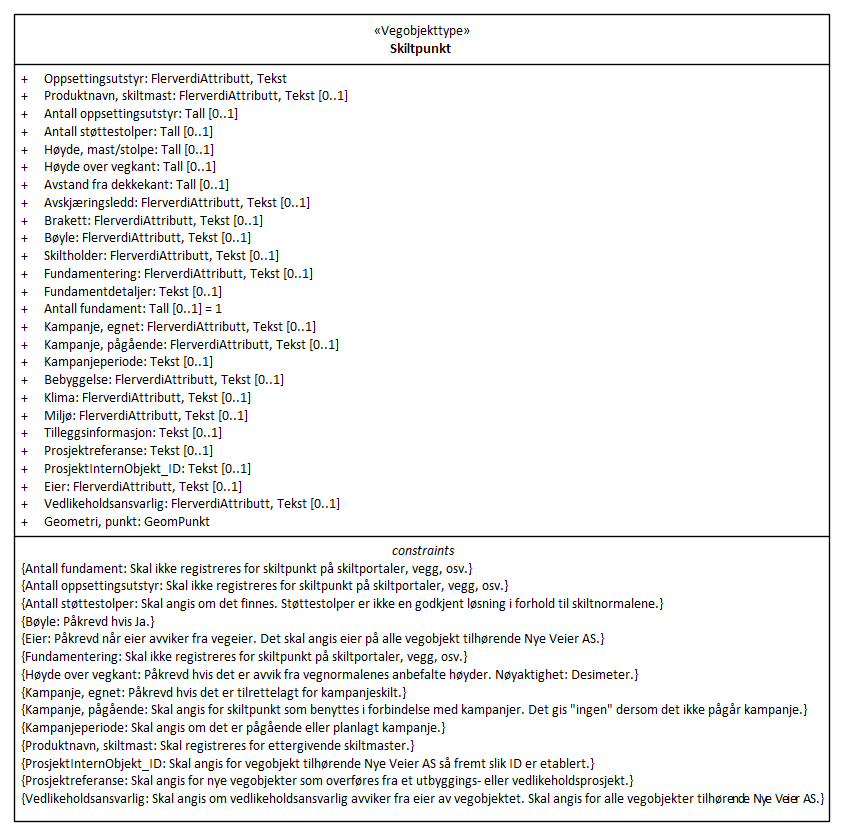 «Vegobjekttype»
Skiltpunkt
+ Oppsettingsutstyr: FlerverdiAttributt, Tekst
+ Produktnavn, skiltmast: FlerverdiAttributt, Tekst [0..1]
+ Antall oppsettingsutstyr: Tall [0..1]
+ Antall støttestolper: Tall [0..1]
+ Høyde, mast/stolpe: Tall [0..1]
+ Høyde over vegkant: Tall [0..1]
+ Avstand fra dekkekant: Tall [0..1]
+ Avskjæringsledd: FlerverdiAttributt, Tekst [0..1]
+ Brakett: FlerverdiAttributt, Tekst [0..1]
+ Bøyle: FlerverdiAttributt, Tekst [0..1]
+ Skiltholder: FlerverdiAttributt, Tekst [0..1]
+ Fundamentering: FlerverdiAttributt, Tekst [0..1]
+ Fundamentdetaljer: Tekst [0..1]
+ Antall fundament: Tall [0..1] = 1
+ Kampanje, egnet: FlerverdiAttributt, Tekst [0..1]
+ Kampanje, pågående: FlerverdiAttributt, Tekst [0..1]
+ Kampanjeperiode: Tekst [0..1]
+ Bebyggelse: FlerverdiAttributt, Tekst [0..1]
+ Klima: FlerverdiAttributt, Tekst [0..1]
+ Miljø: FlerverdiAttributt, Tekst [0..1]
+ Tilleggsinformasjon: Tekst [0..1]
+ Prosjektreferanse: Tekst [0..1]
+ ProsjektInternObjekt_ID: Tekst [0..1]
+ Eier: FlerverdiAttributt, Tekst [0..1]
+ Vedlikeholdsansvarlig: FlerverdiAttributt, Tekst [0..1]
+ Geometri, punkt: GeomPunkt
constraints
{Antall fundament: Skal ikke registreres for skiltpunkt på skiltportaler, vegg, osv.}
{Antall oppsettingsutstyr: Skal ikke registreres for skiltpunkt på skiltportaler, vegg, osv.}
{Antall støttestolper: Skal angis om det finnes. Støttestolper er ikke en godkjent løsning i forhold til skiltnormalene.}
{Bøyle: Påkrevd hvis Ja.}
{Eier: Påkrevd når eier avviker fra vegeier. Det skal angis eier på alle vegobjekt tilhørende Nye Veier AS.}
{Fundamentering: Skal ikke registreres for skiltpunkt på skiltportaler, vegg, osv.}
{Høyde over vegkant: Påkrevd hvis det er avvik fra vegnormalenes anbefalte høyder. Nøyaktighet: Desimeter.}
{Kampanje, egnet: Påkrevd hvis det er tilrettelagt for kampanjeskilt.}
{Kampanje, pågående: Skal angis for skiltpunkt som benyttes i forbindelse med kampanjer. Det gis "ingen" dersom det ikke pågår kampanje.}
{Kampanjeperiode: Skal angis om det er pågående eller planlagt kampanje.}
{Produktnavn, skiltmast: Skal registreres for ettergivende skiltmaster.}
{ProsjektInternObjekt_ID: Skal angis for vegobjekt tilhørende Nye Veier AS så fremt slik ID er etablert.}
{Prosjektreferanse: Skal angis for nye vegobjekter som overføres fra et utbyggings- eller vedlikeholdsprosjekt.}
{Vedlikeholdsansvarlig: Skal angis om vedlikeholdsansvarlig avviker fra eier av vegobjektet. Skal angis for alle vegobjekter tilhørende Nye Veier AS.}